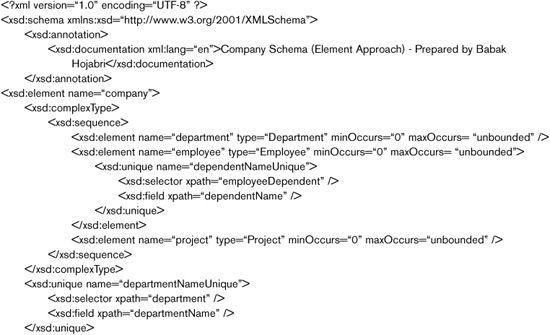 <?xml version=“1.0” encoding=“UTF-8” ?>
<xsd:schema xmlns:xsd=“http://www.w3.org/2001/XMLSchema”>
<xsd:annotation>
<xsd:documentation xml:lang=“en”>Company Schema (Element Approach) - Prepared by Babak
Hojabri</xsd:documentation>
</xsd:annotation>
<xsd:element name=“company”>
<xsd:complexType>
<xsd:sequence>
<xsd:element name=“department” type=“Department” minOccurs=“0” maxOccurs= “unbounded” />
<xsd:element name=“employee” type=“Employee” minOccurs=“0” maxOccurs= “unbounded”>
<xsd:unique name=“dependentNameUnique”>
<xsd:selector xpath=“employeeDependent” />
<xsd:field xpath=“dependentName” />
</xsd:unique>
</xsd:element>
<xsd:element name=“project” type=“Project” minOccurs=“0” maxOccurs=“unbounded” />
</xsd:sequence>
</xsd:complexType>
<xsd:unique name=“departmentNameUnique”>
<xsd:selector xpath=“department” />
<xsd:field xpath=“departmentName” />
</xsd:unique>